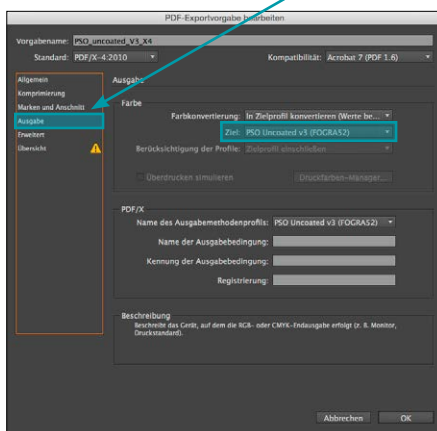 PDF-Exportvorgabe bearbeiten
Vorgabename: PSO_uncoated_V3_X4
Standard: PDF/X-4:2010 Kompatibilität: Acrobat 7 (PDF 1.6)
Allgemein
Komprimierung
Marken und Anschnitt
Ausgabe
Erweitert
Übersicht
Ausgabe
Farbe
Farbkonvertierung: In Zielprofil konvertieren (Werte be...
Ziel: PSO Uncoated v3 (FOGRA52)
Berücksichtigung der Profile: Zielprofil einschließen
Überdrucken simulieren Druckfarben-Manager...
PDF/X
Name des Ausgabemethodenprofils: PSO Uncoated v3 (FOGRA52)
Name der Ausgabebedingung:
Kennung der Ausgabebedingung:
Registrierung:
Beschreibung
Beschreibt das Gerät, auf dem die RGB- oder CMYK-Endausgabe erfolgt (z. B. Monitor,
Druckstandard).
Abbrechen OK